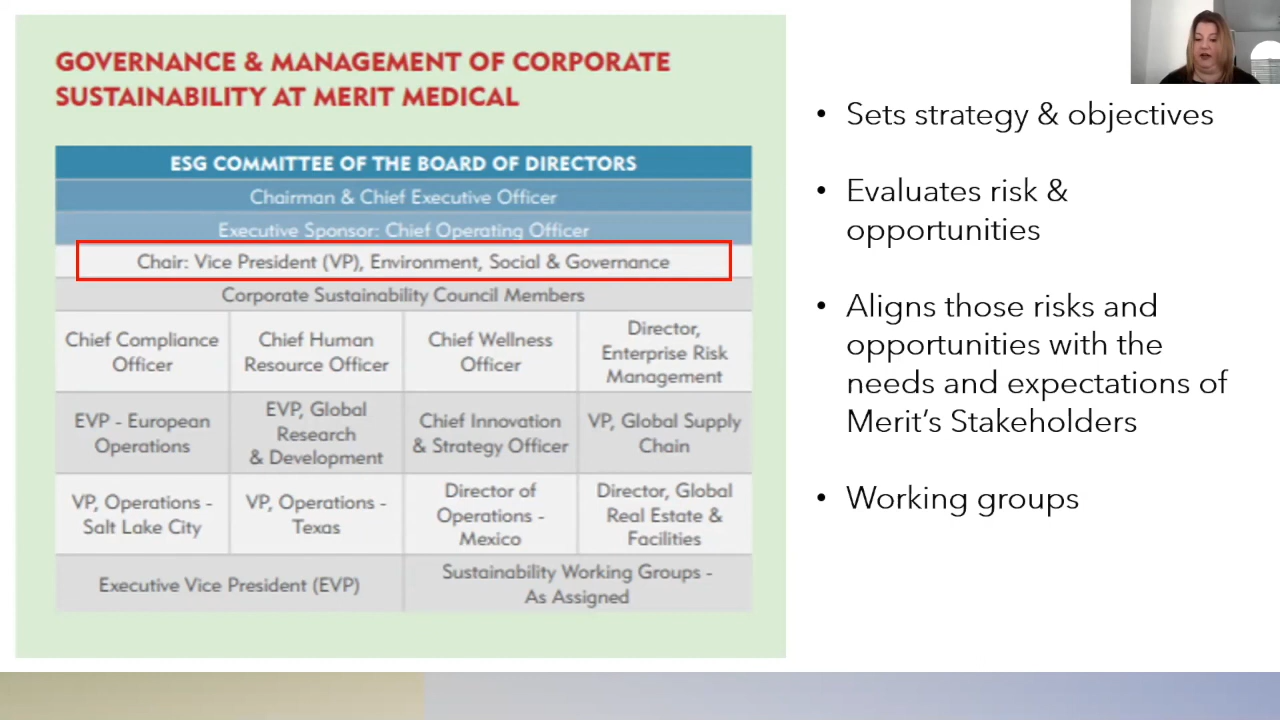 GOVERNANCE & MANAGEMENT OF CORPORATE
SUSTAINABILITY AT MERIT MEDICAL
ESG COMMITTEE OF THE BOARD OF DIRECTORS
Chairman & Chief Executive Officer
Executive Sponsor: Chief Operating Officer
Chair: Vice President (VP), Environment, Social & Governance
Corporate Sustainability Council Members
Chief Compliance
Officer
Chief Human
Resource Officer
Chief Wellness
Officer
Director,
Enterprise Risk
Management
EVP - European
Operations
EVP, Global
Research
& Development
Chief Innovation
& Strategy Officer
VP, Global Supply
Chain
VP, Operations -
Salt Lake City
VP, Operations -
Texas
Director of
Operations -
Mexico
Director, Global
Real Estate &
Facilities
Executive Vice President (EVP)
Sustainability Working Groups -
As Assigned
• Sets strategy & objectives
• Evaluates risk &
opportunities
• Aligns those risks and
opportunities with the
needs and expectations of
Merit's Stakeholders
• Working groups